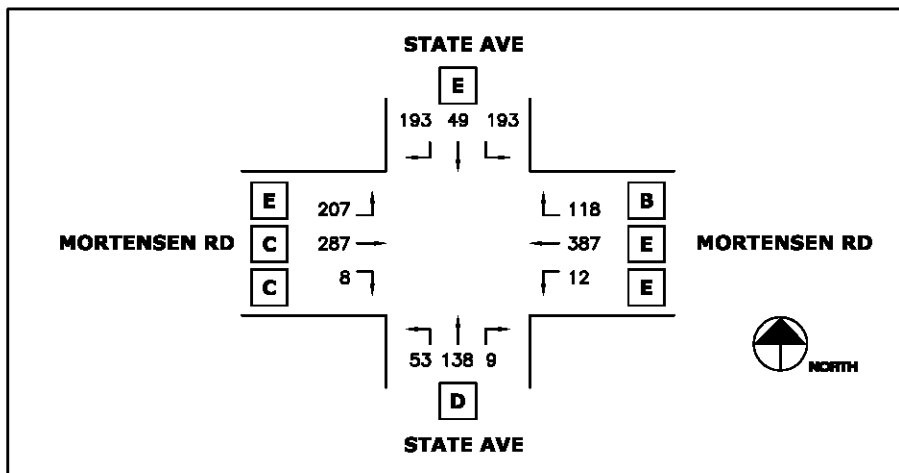 STATE AVE
E
193 49 193
E 207 118 B
MORTENSEN RD C 287 387 E MORTENSEN RD
C 8 12 E
53 138 9
NORTH
D
STATE AVE